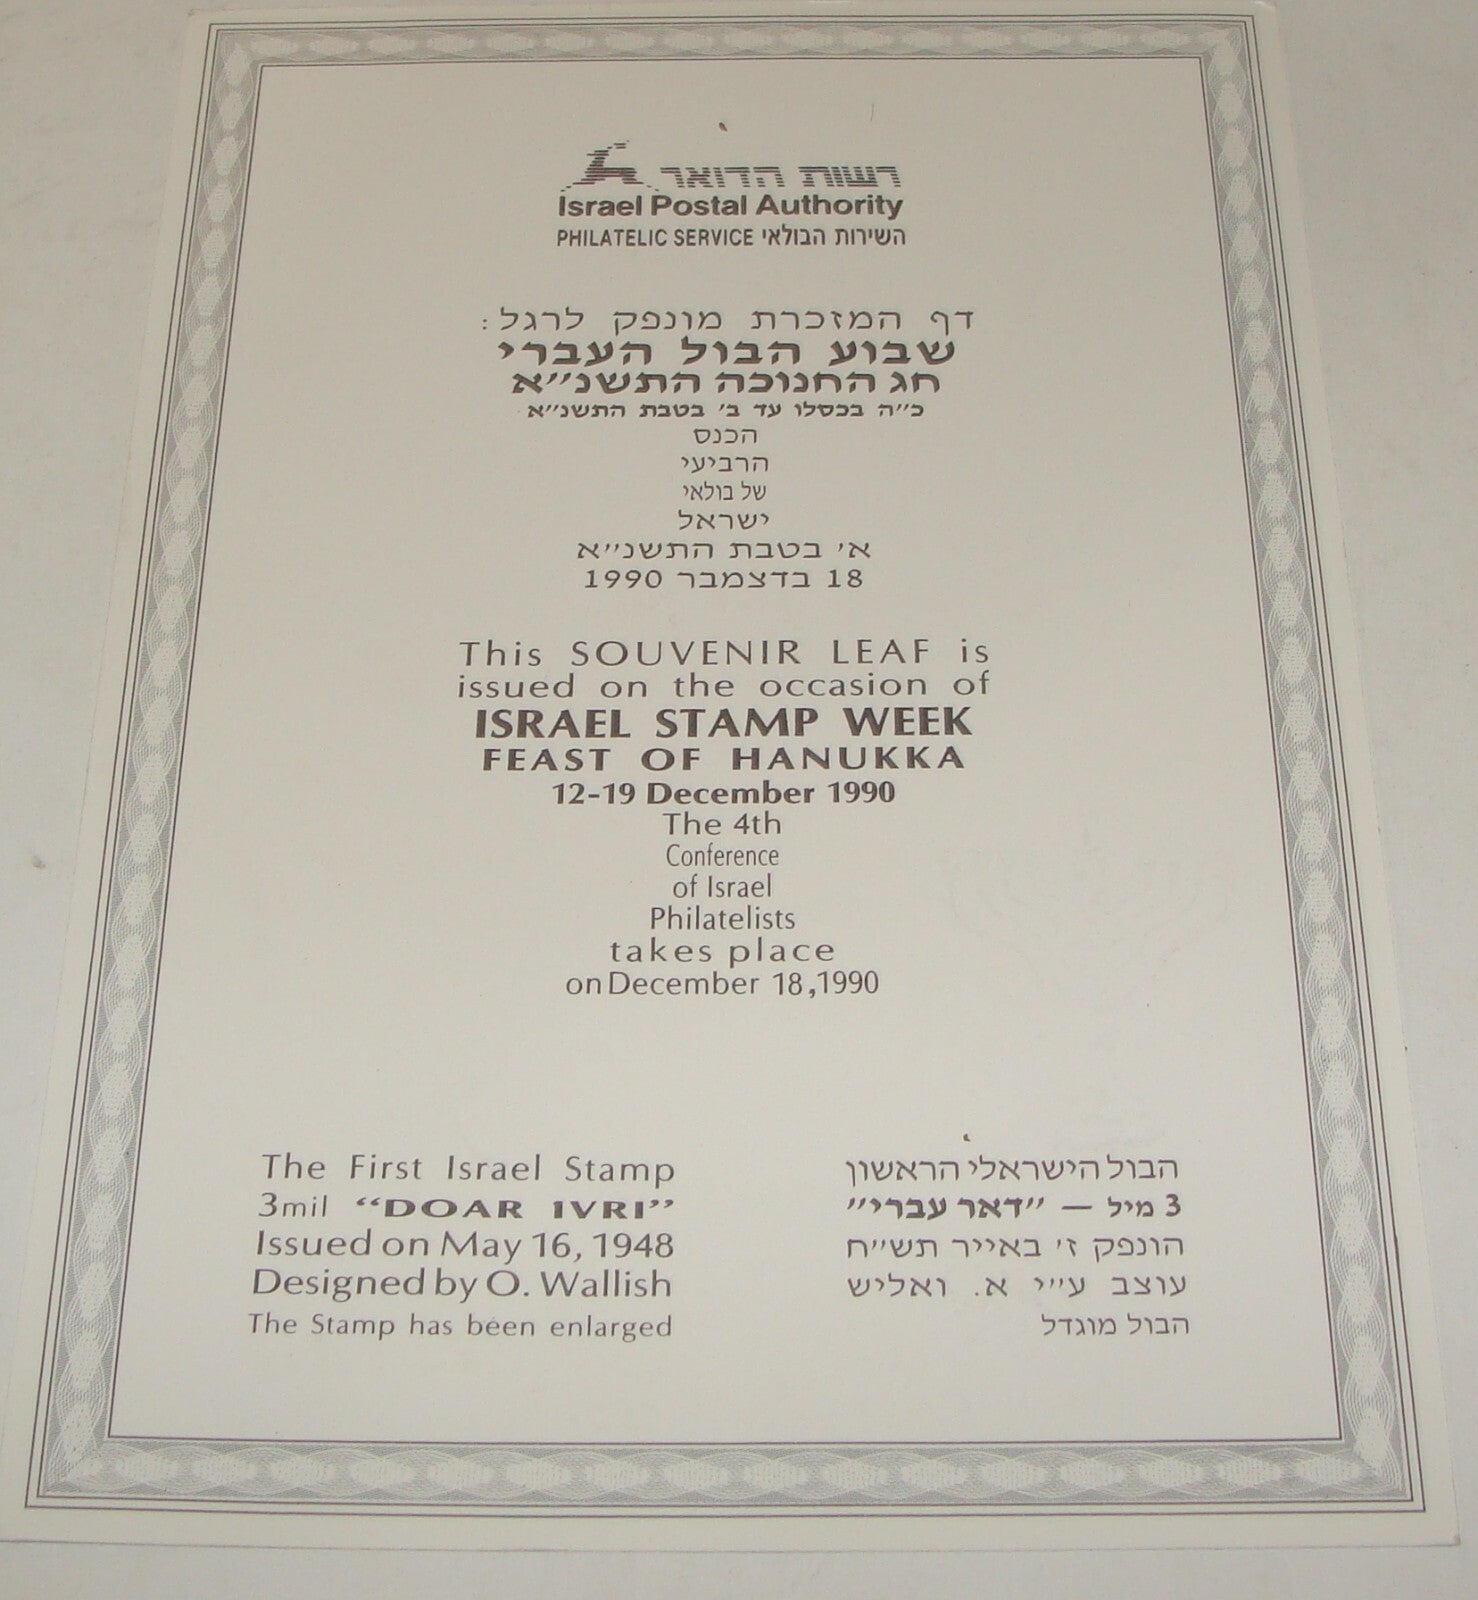 רשות הדואר
Israel Postal Authority
PHILATELIC SERVICE השירות הבולאי
דף המזכרת מונפק לרגל:
שבוע הבול העברי
חג החנוכה התשנ״א
כ״ה בכסלו עד ב׳ בטבת התשנ״א
הכנס
הרביעי
של בולאי
ישראל
א׳ בטבת התשנ״א
18 בדצמבר 1990
This SOUVENIR LEAF is
issued on the occasion of
ISRAEL STAMP WEEK
FEAST OF HANUKKA
12-19 December 1990
The 4th
Conference
of Israel
Philatelists
takes place
on December 18,1990
The First Israel Stamp
3mil “DOAR IVRI”
Issued on May 16, 1948
Designed by O. Wallish
The Stamp has been enlarged
הבול הישראלי הראשון
3 מיל — ״דאר עברי״
הונפק ז׳ באייר תש״ח
עוצב ע״י א. ואליש
הבול מוגדל